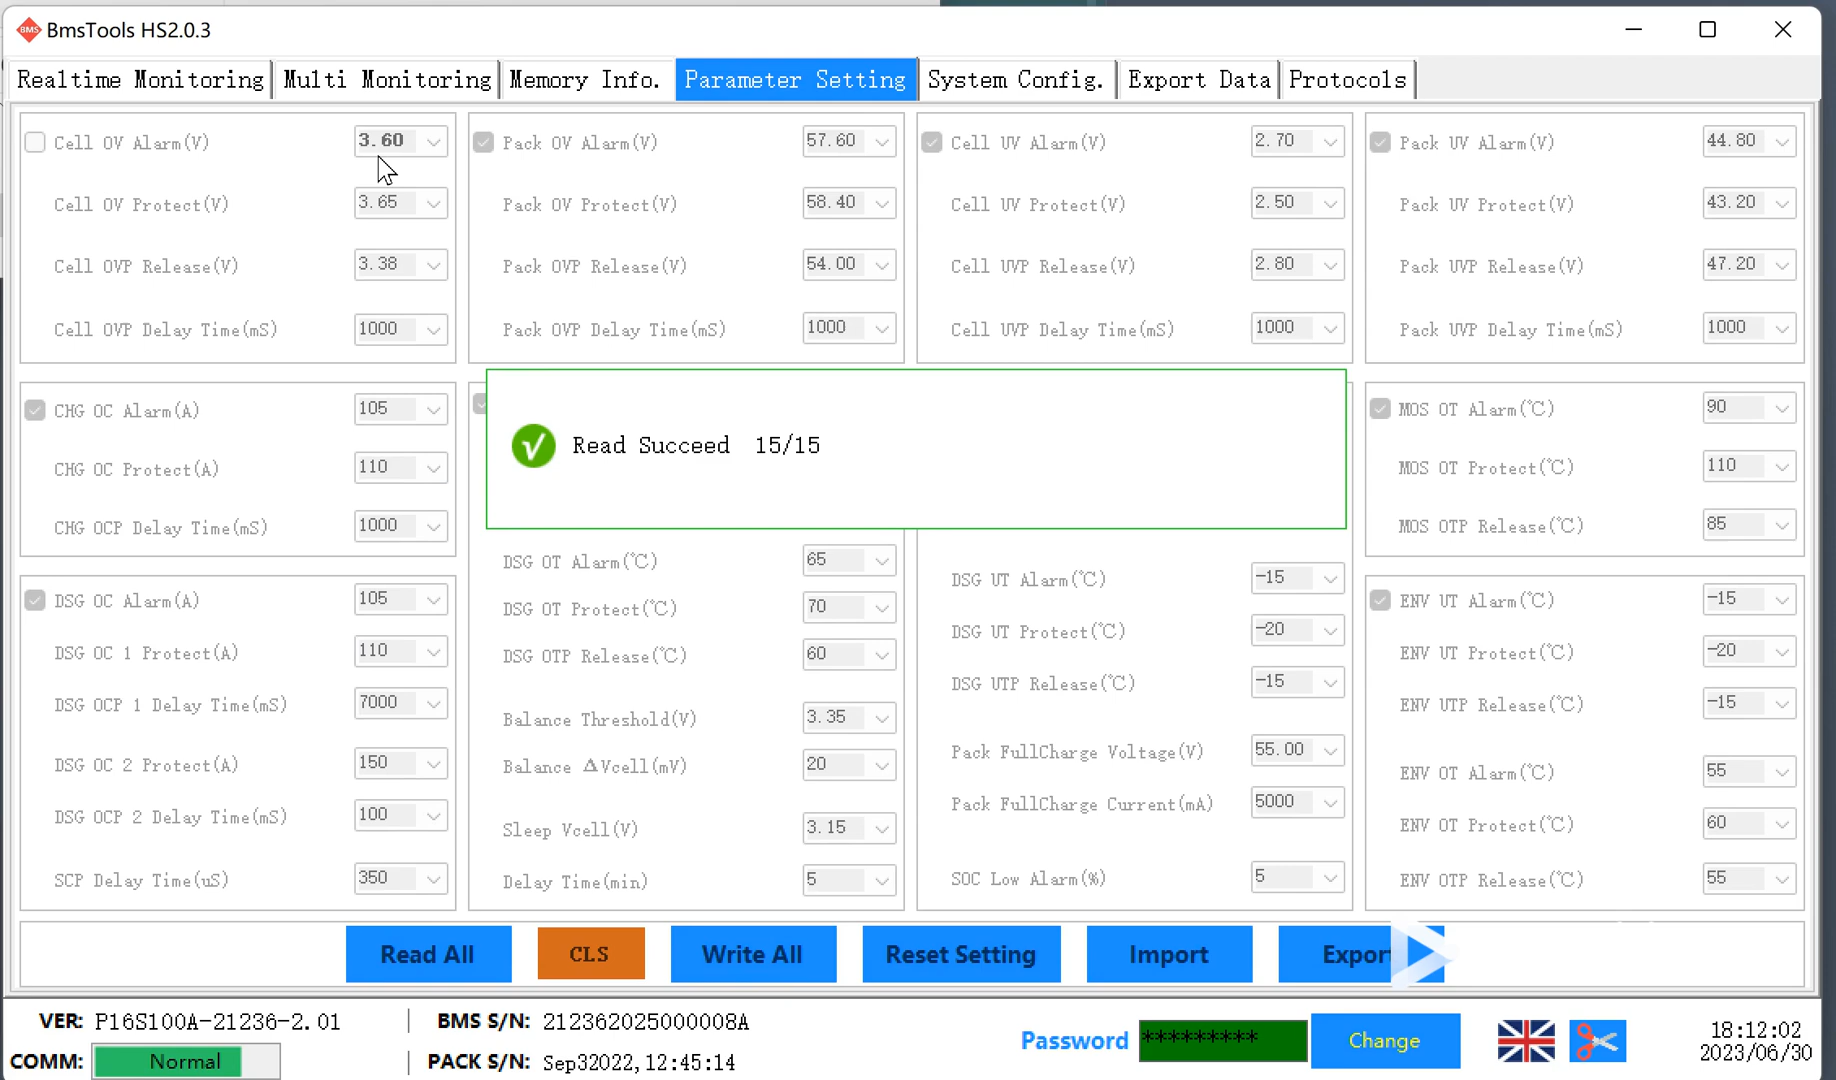 BMS BmsTools HS2.0.3
Realtime Monitoring Multi Monitoring Memory Info. Parameter Setting System Config. Export Data Protocols
Cell OV Alarm(V) 3.60
Cell OV Protect(V) 3.65
Cell OVP Release(V) 3.38
Cell OVP Delay Time(mS) 1000
Pack OV Alarm(V) 57.60
Pack OV Protect(V) 58.40
Pack OVP Release(V) 54.00
Pack OVP Delay Time(mS) 1000
Cell UV Alarm(V) 2.70
Cell UV Protect(V) 2.50
Cell UVP Release(V) 2.80
Cell UVP Delay Time(mS) 1000
Pack UV Alarm(V) 44.80
Pack UV Protect(V) 43.20
Pack UVP Release(V) 47.20
Pack UVP Delay Time(mS) 1000
CHG OC Alarm(A) 105
CHG OC Protect(A) 110
CHG OCP Delay Time(mS) 1000
Read Succeed 15/15
MOS OT Alarm(℃) 90
MOS OT Protect(℃) 110
MOS OTP Release(℃) 85
DSG OC Alarm(A) 105
DSG OC 1 Protect(A) 110
DSG OCP 1 Delay Time(mS) 7000
DSG OC 2 Protect(A) 150
DSG OCP 2 Delay Time(mS) 100
SCP Delay Time(uS) 350
DSG OT Alarm(℃) 65
DSG OT Protect(℃) 70
DSG OTP Release(℃) 60
Balance Threshold(V) 3.35
Balance ΔVcell(mV) 20
Sleep Vcell(V) 3.15
Delay Time(min) 5
DSG UT Alarm(℃) -15
DSG UT Protect(℃) -20
DSG UTP Release(℃) -15
Pack FullCharge Voltage(V) 55.00
Pack FullCharge Current(mA) 5000
SOC Low Alarm(%) 5
ENV UT Alarm(℃) -15
ENV UT Protect(℃) -20
ENV UTP Release(℃) -15
ENV OT Alarm(℃) 55
ENV OT Protect(℃) 60
ENV OTP Release(℃) 55
Read All CLS Write All Reset Setting Import Export
VER: P16S100A-21236-2.01
COMM: Normal
BMS S/N: 212362025000008A
PACK S/N: Sep32022,12:45:14
Password ********* Change
18:12:02
2023/06/30